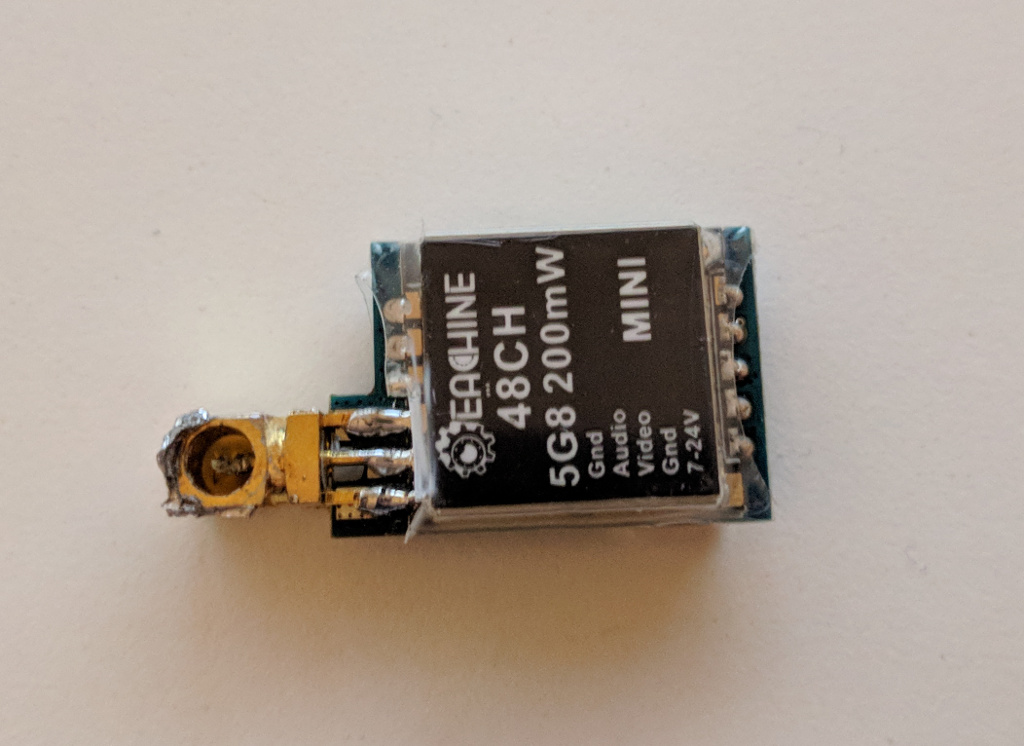 EACHINE
48CH
5G8 200mW
MINI
Gnd
Audio
Video
Gnd
7-24V